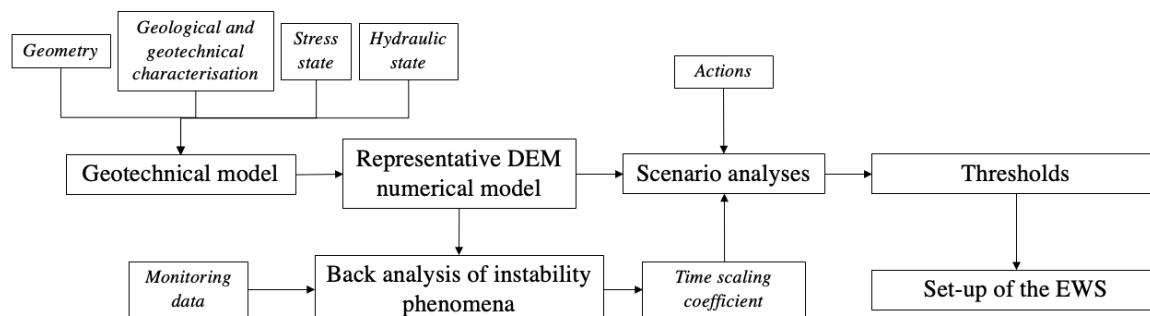 Geometry
Geological and
geotechnical
characterisation
Stress
state
Hydraulic
state
Actions
Geotechnical model
Representative DEM
numerical model
Scenario analyses
Thresholds
Monitoring
data
Back analysis of instability
phenomena
Time scaling
coefficient
Set-up of the EWS